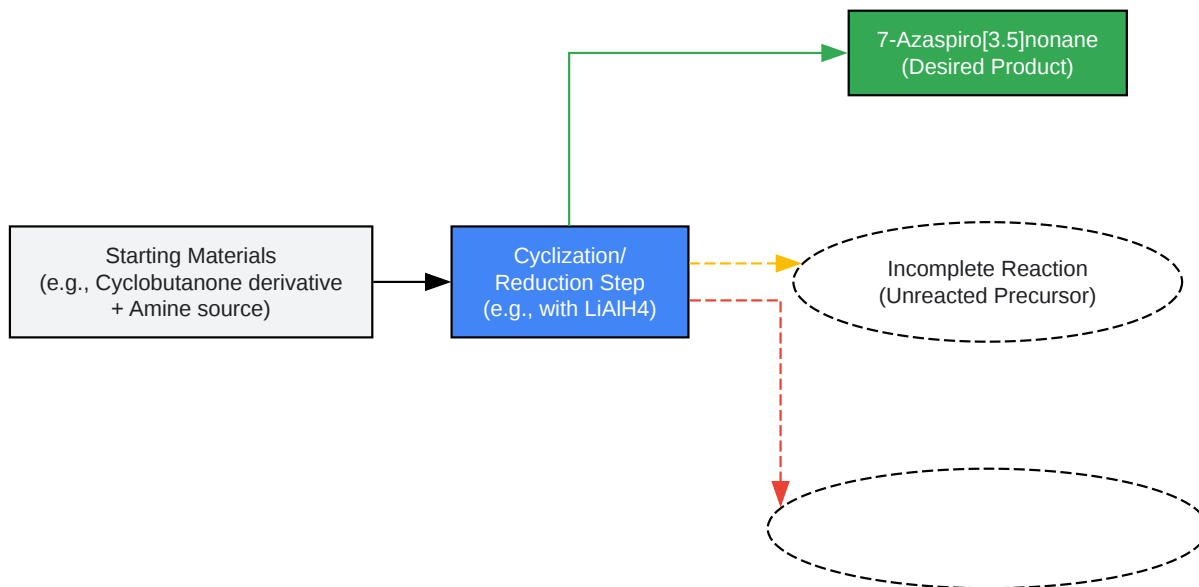 7-Azaspiro[3.5]nonane
(Desired Product)
Starting Materials
(e.g., Cyclobutanone derivative
+ Amine source)
Cyclization/
Reduction Step
(e.g., with LiAlH4)
Incomplete Reaction
(Unreacted Precursor)